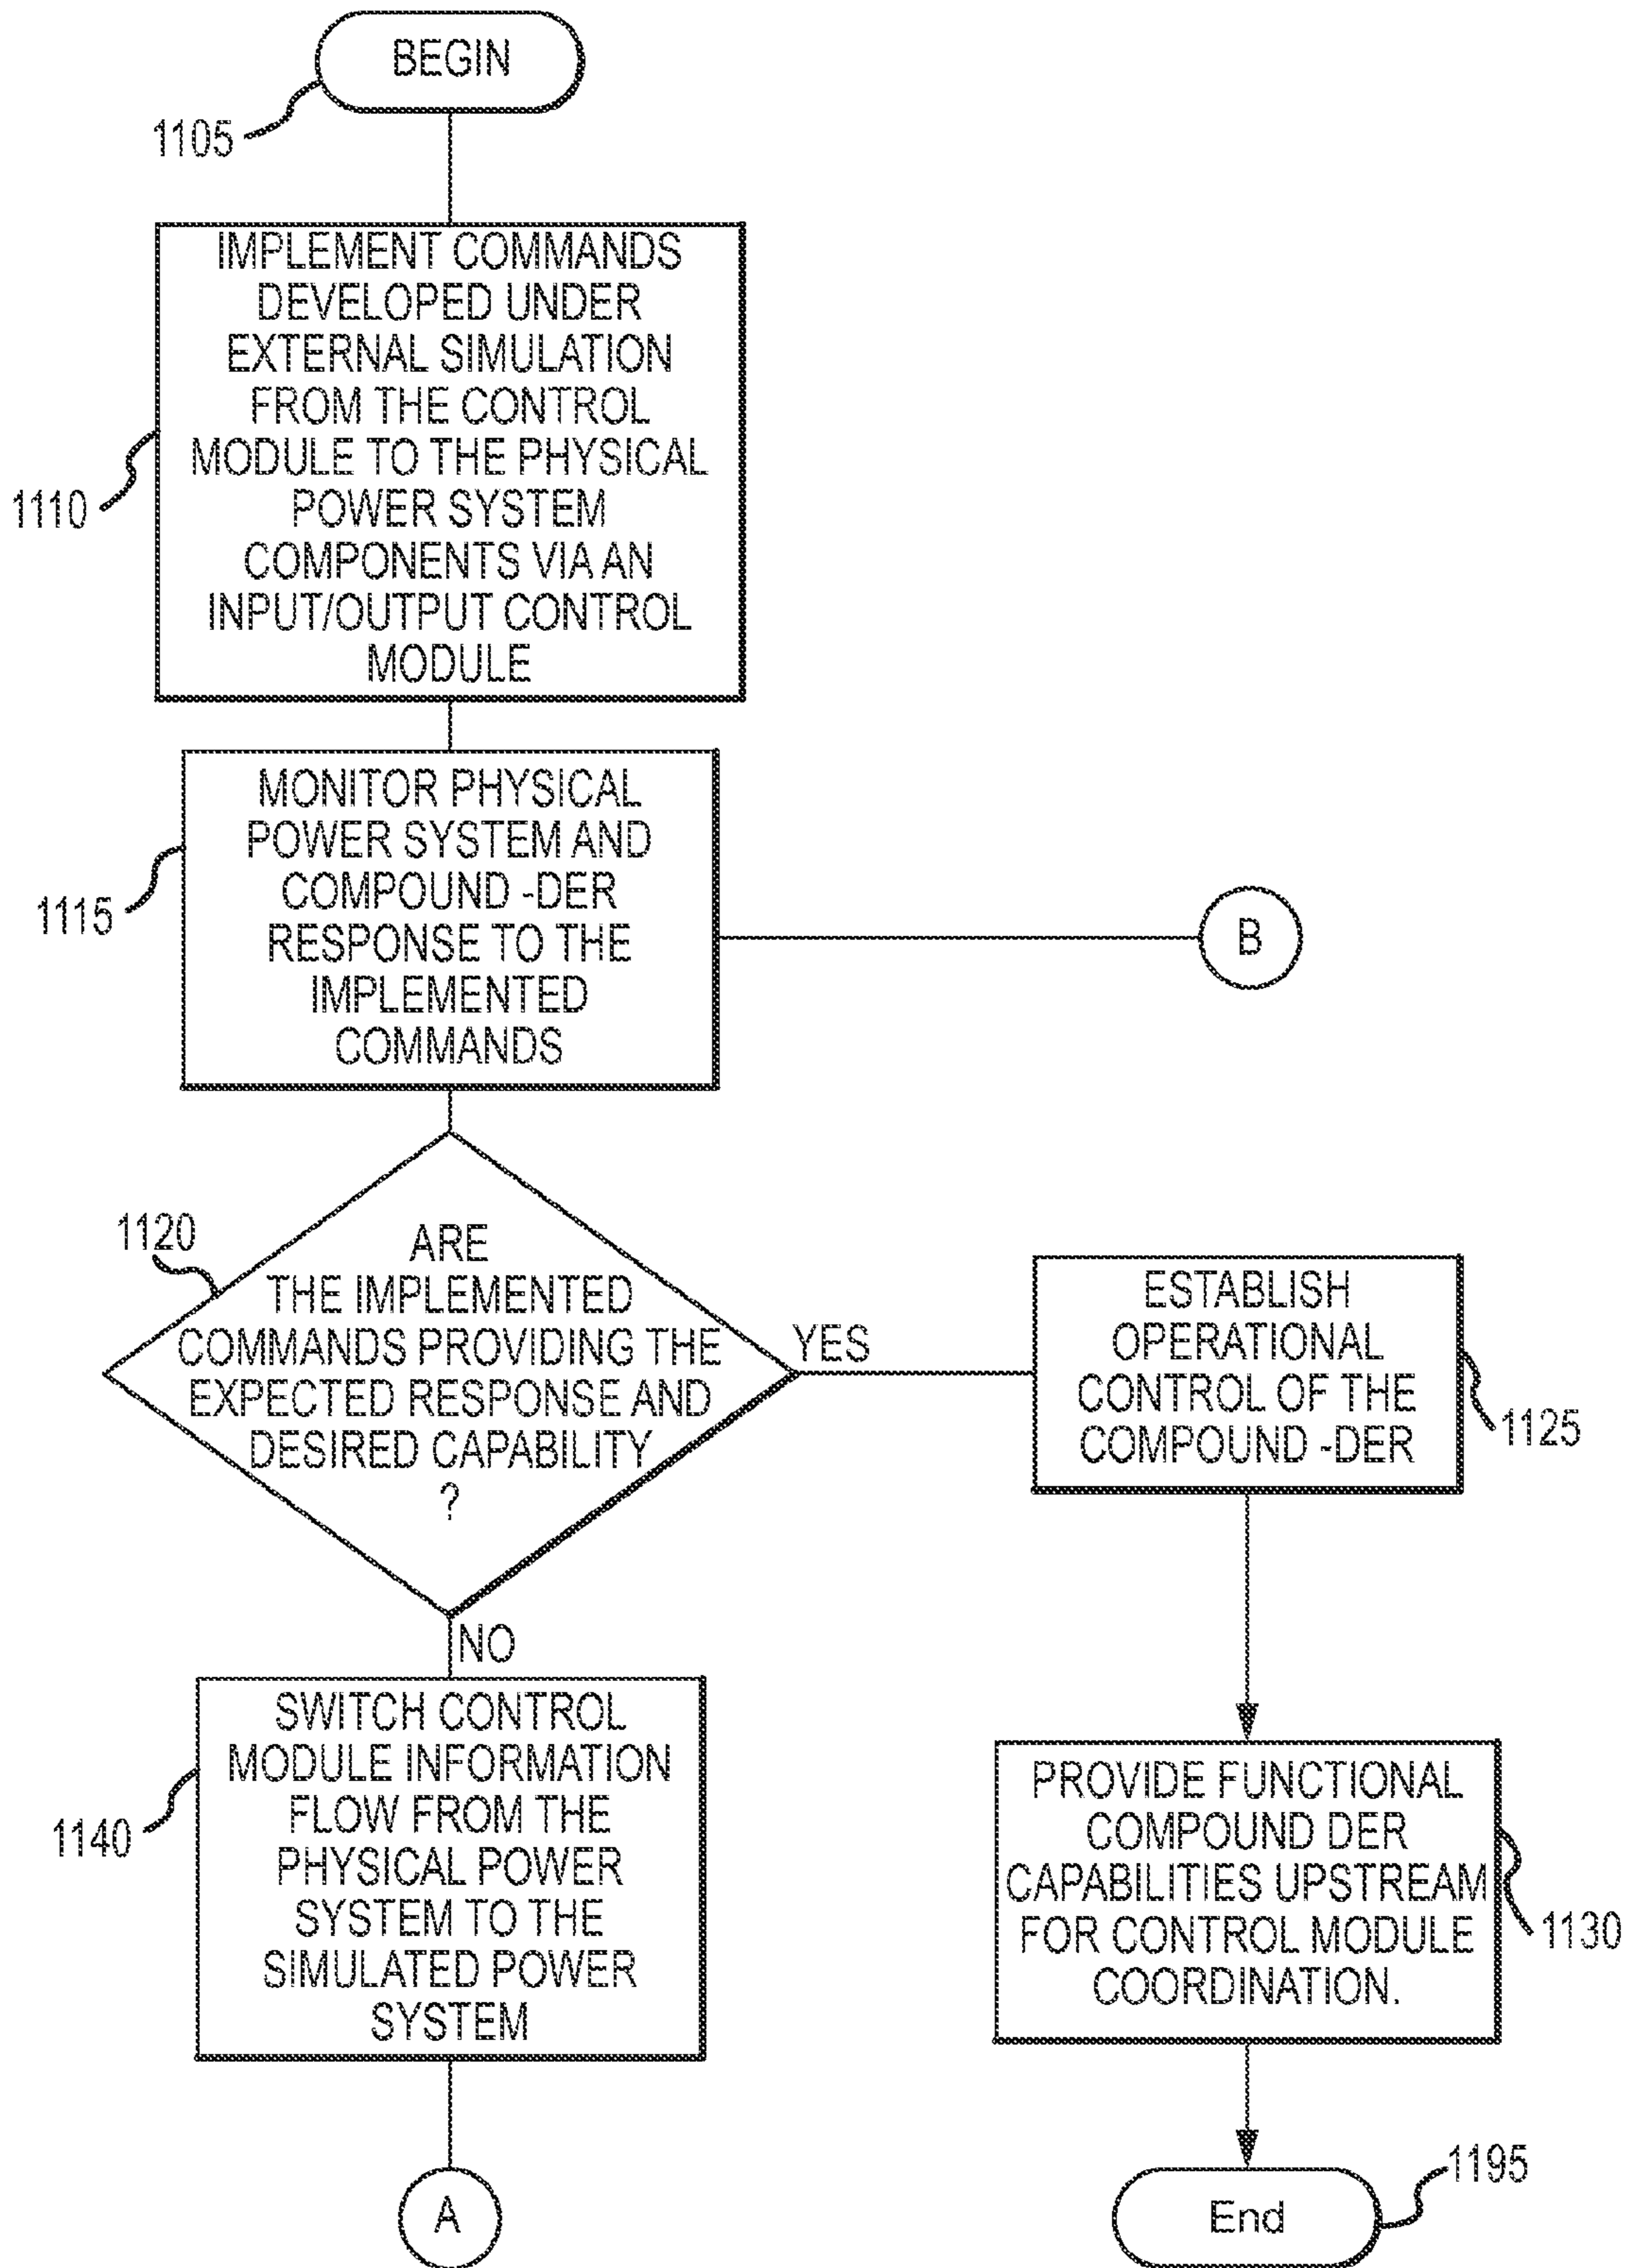 BEGIN
1105
IMPLEMENT COMMANDS
DEVELOPED UNDER
EXTERNAL SIMULATION
FROM THE CONTROL
MODULE TO THE PHYSICAL
POWER SYSTEM
COMPONENTS VIA AN
INPUT/OUTPUT CONTROL
MODULE
1110
MONITOR PHYSICAL
POWER SYSTEM AND
COMPOUND -DER
RESPONSE TO THE
IMPLEMENTED
COMMANDS
1115
B
1120
ARE
THE IMPLEMENTED
COMMANDS PROVIDING THE
EXPECTED RESPONSE AND
DESIRED CAPABILITY
?
YES
ESTABLISH
OPERATIONAL
CONTROL OF THE
COMPOUND -DER
1125
NO
SWITCH CONTROL
MODULE INFORMATION
FLOW FROM THE
PHYSICAL POWER
SYSTEM TO THE
SIMULATED POWER
SYSTEM
1140
PROVIDE FUNCTIONAL
COMPOUND DER
CAPABILITIES UPSTREAM
FOR CONTROL MODULE
COORDINATION.
1130
A
End
1195